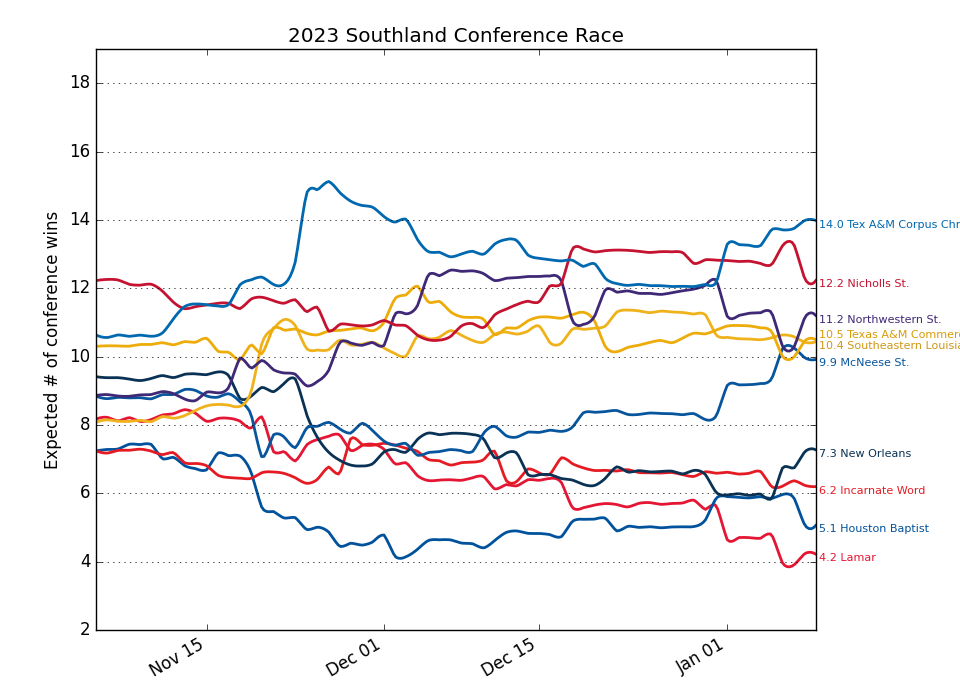 2023 Southland Conference Race
Expected # of conference wins
18
16
14
12
10
8
6
4
2
Nov 15
Dec 01
Dec 15
Jan 01
14.0 Tex A&M Corpus Chr
12.2 Nicholls St.
11.2 Northwestern St.
10.5 Texas A&M Commerc
10.4 Southeastern Louisia
9.9 McNeese St.
7.3 New Orleans
6.2 Incarnate Word
5.1 Houston Baptist
4.2 Lamar